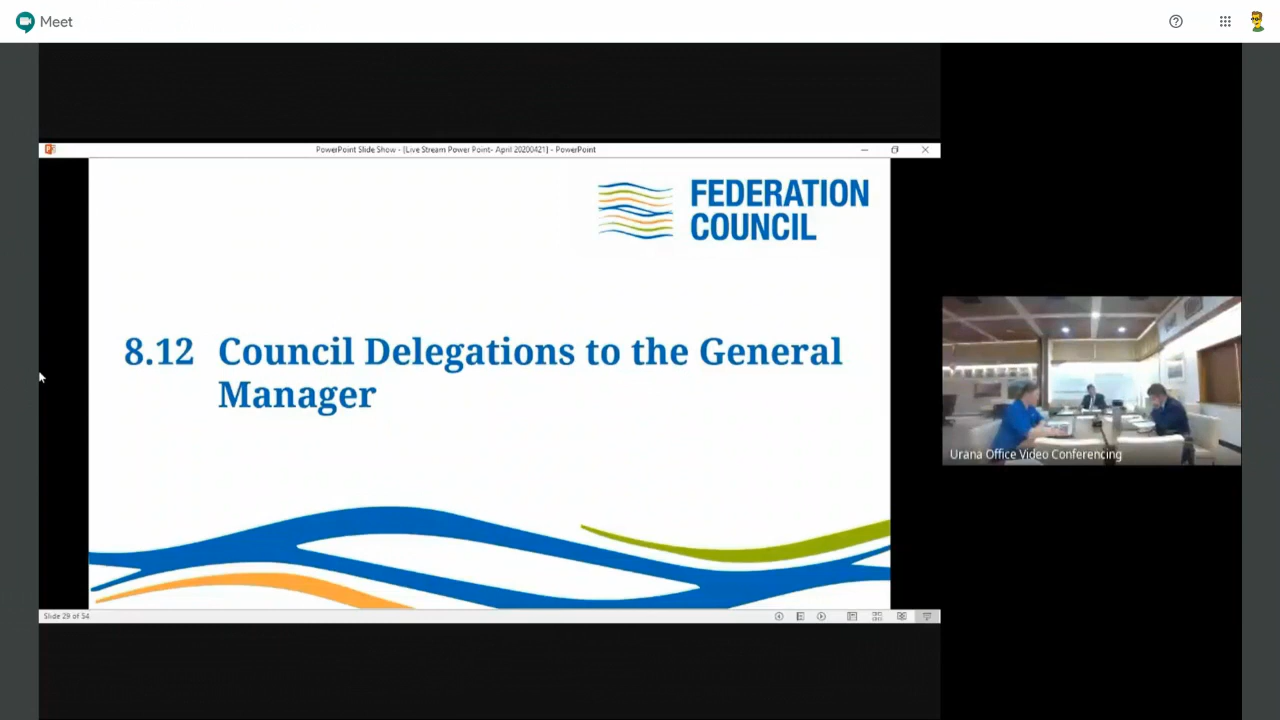 Meet
PowerPoint Slide Show - [Live Stream Power Point- April 20200421] - PowerPoint
FEDERATION
COUNCIL
8.12 Council Delegations to the General
Manager
Urana Office Video Conferencing
Slide 29 of 54